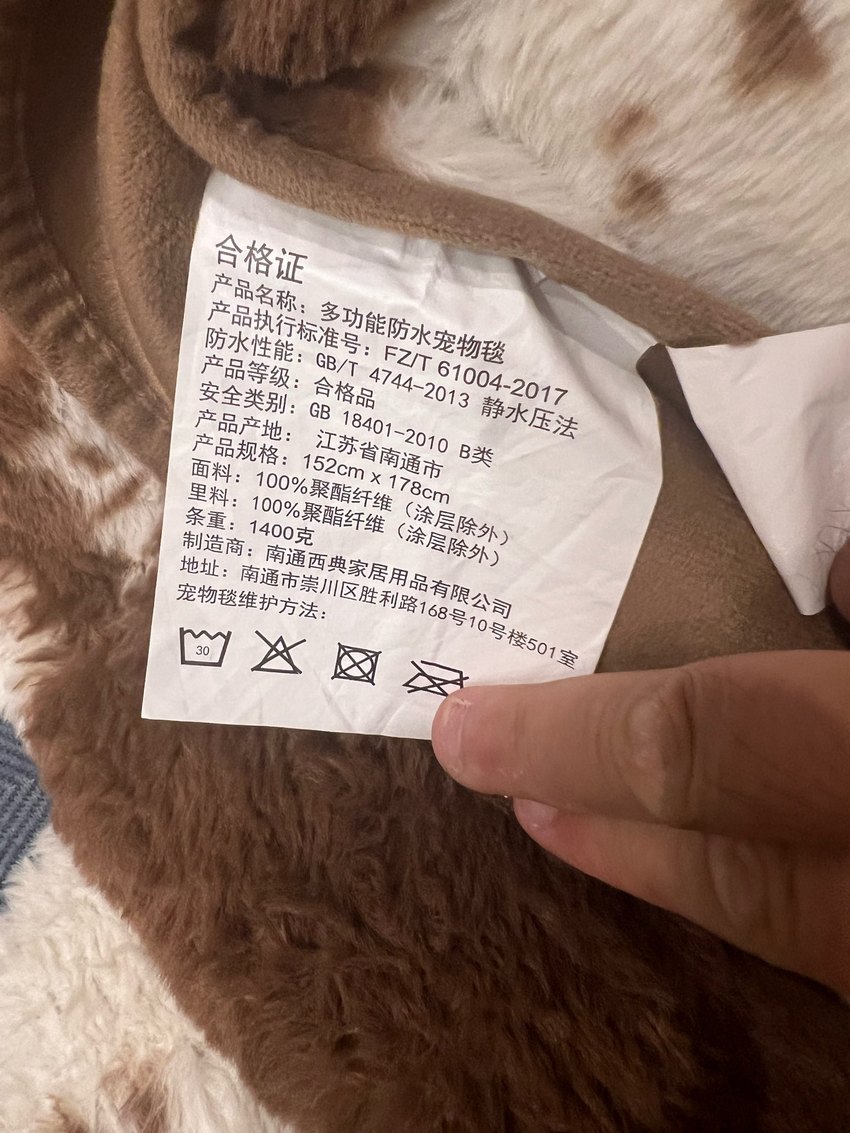 合格证
产品名称：多功能防水宠物毯
产品执行标准号：FZ/T 61004-2017
防水性能：GB/T 4744-2013 静水压法
产品等级：合格品
安全类别：GB 18401-2010 B类
产品产地： 江苏省南通市
产品规格：152cm x 178cm
面料：100%聚酯纤维（涂层除外）
里料：100%聚酯纤维（涂层除外）
条重：1400克
制造商：南通西典家居用品有限公司
地址：南通市崇川区胜利路168号10号楼501室
宠物毯维护方法：
30